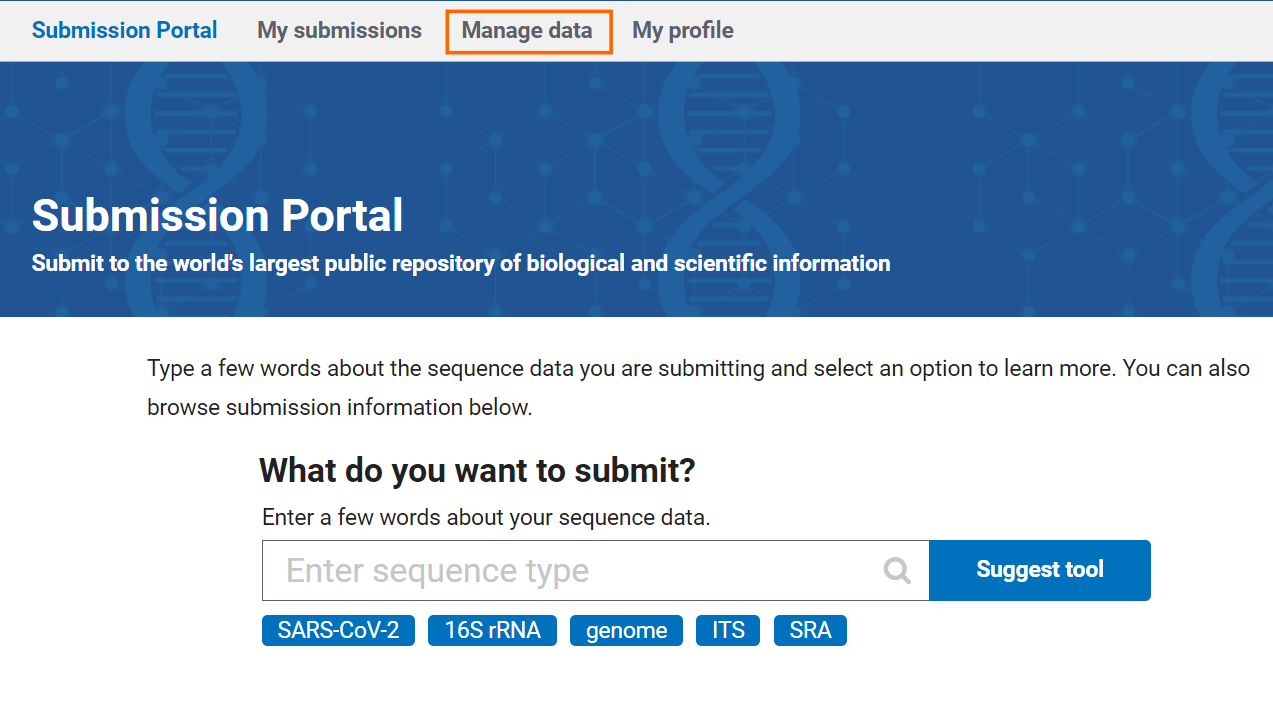 Submission Portal My submissions Manage data My profile
Submission Portal
Submit to the world's largest public repository of biological and scientific information
Type a few words about the sequence data you are submitting and select an option to learn more. You can also
browse submission information below.
What do you want to submit?
Enter a few words about your sequence data.
Enter sequence type Suggest tool
SARS-CoV-2 16S rRNA genome ITS SRA